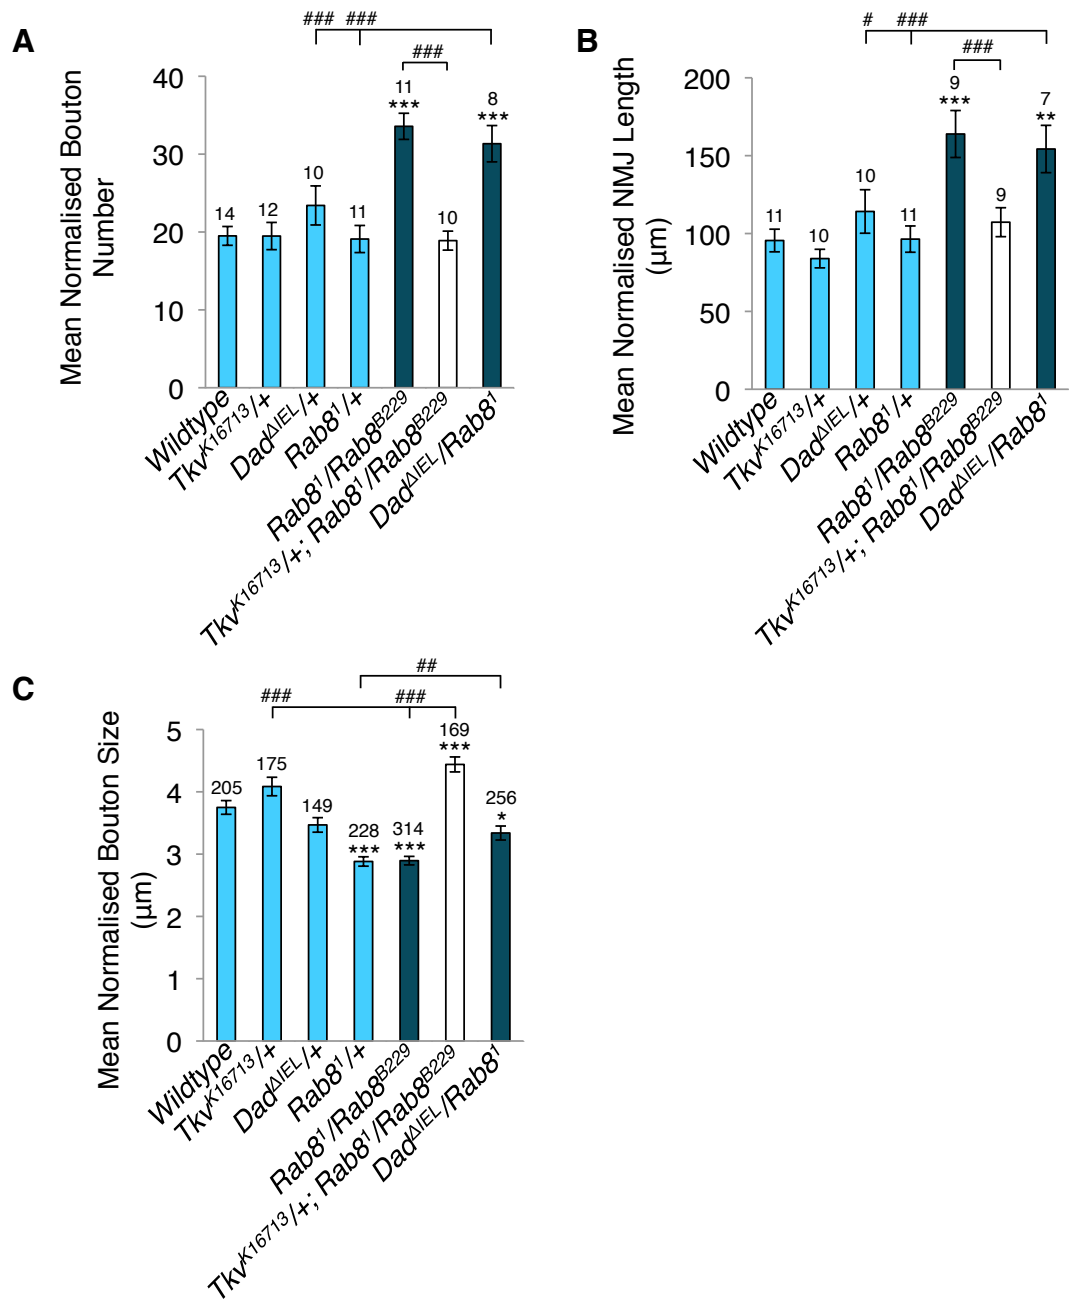 A
### ###
###
Mean Normalised Bouton
Number
40
30
20
10
0
14
12
10
11
11
***
10
8
***
Wildtype
Tkv^K16713/+
Dad^ΔIEL/+
Rab8^1/+
Rab8^1/Rab8^B229
Tkv^K16713/+; Rab8^1/Rab8^B229
Dad^ΔIEL/Rab8^1
B
# ###
###
Mean Normalised NMJ Length
(µm)
200
150
100
50
0
11
10
10
11
9
***
9
7
**
Wildtype
Tkv^K16713/+
Dad^ΔIEL/+
Rab8^1/+
Rab8^1/Rab8^B229
Tkv^K16713/+; Rab8^1/Rab8^B229
Dad^ΔIEL/Rab8^1
C
##
### ###
Mean Normalised Bouton Size
(µm)
5
4
3
2
1
0
205
175
149
228
***
314
***
169
***
256
*
Wildtype
Tkv^K16713/+
Dad^ΔIEL/+
Rab8^1/+
Rab8^1/Rab8^B229
Tkv^K16713/+; Rab8^1/Rab8^B229
Dad^ΔIEL/Rab8^1